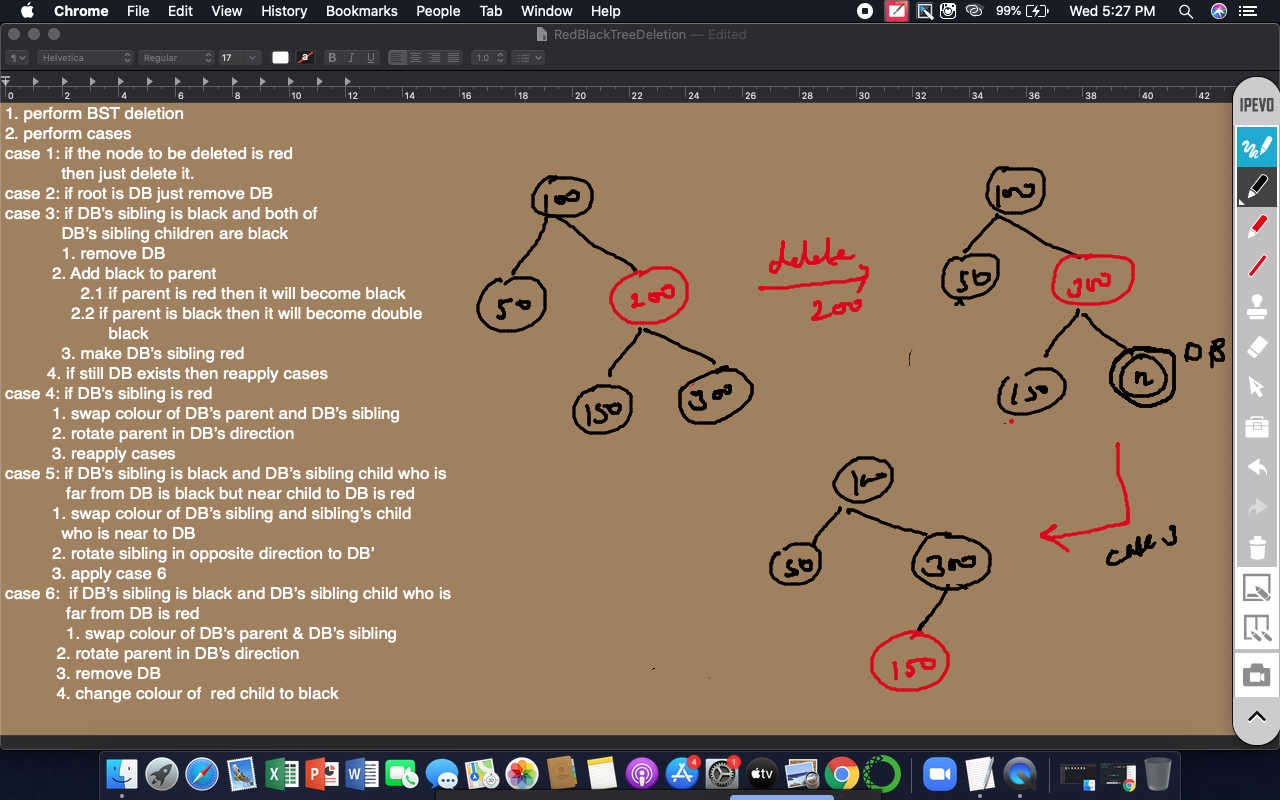 Chrome File Edit View History Bookmarks People Tab Window Help 99% Wed 5:27 PM
RedBlackTreeDeletion — Edited
¶ Helvetica Regular 17 a B I U 1.0
0 2 4 6 8 10 12 14 16 18 20 22 24 26 28 30 32 34 36 38 40 42
IPEVO
1. perform BST deletion
2. perform cases
case 1: if the node to be deleted is red
then just delete it.
case 2: if root is DB just remove DB
case 3: if DB's sibling is black and both of
DB's sibling children are black
1. remove DB
2. Add black to parent
2.1 if parent is red then it will become black
2.2 if parent is black then it will become double
black
3. make DB's sibling red
4. if still DB exists then reapply cases
case 4: if DB's sibling is red
1. swap colour of DB's parent and DB's sibling
2. rotate parent in DB's direction
3. reapply cases
case 5: if DB's sibling is black and DB's sibling child who is
far from DB is black but near child to DB is red
1. swap colour of DB's sibling and sibling's child
who is near to DB
2. rotate sibling in opposite direction to DB'
3. apply case 6
case 6:  if DB's sibling is black and DB's sibling child who is
far from DB is red
1. swap colour of DB's parent & DB's sibling
2. rotate parent in DB's direction
3. remove DB
4. change colour of  red child to black
100
50 200
150 300
delete
200
100
50 300
150 n DB
case 3
100
50 300
150
4 1 tv